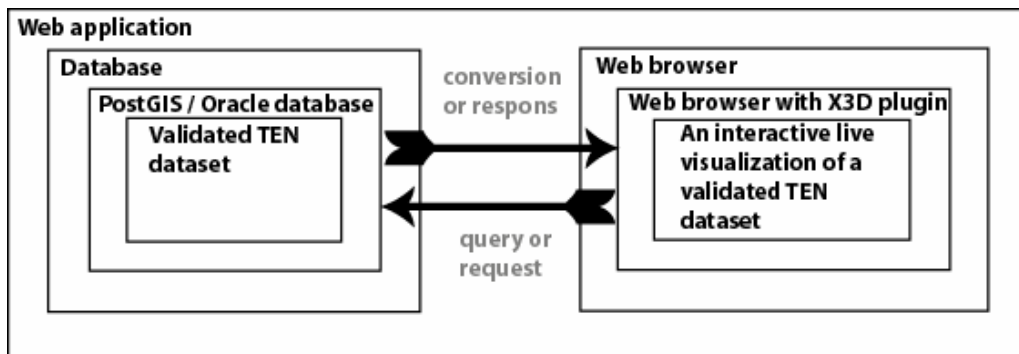 Web application
Database
PostGIS / Oracle database
Validated TEN
dataset
conversion
or respons
query or
request
Web browser
Web browser with X3D plugin
An interactive live
visualization of a
validated TEN
dataset